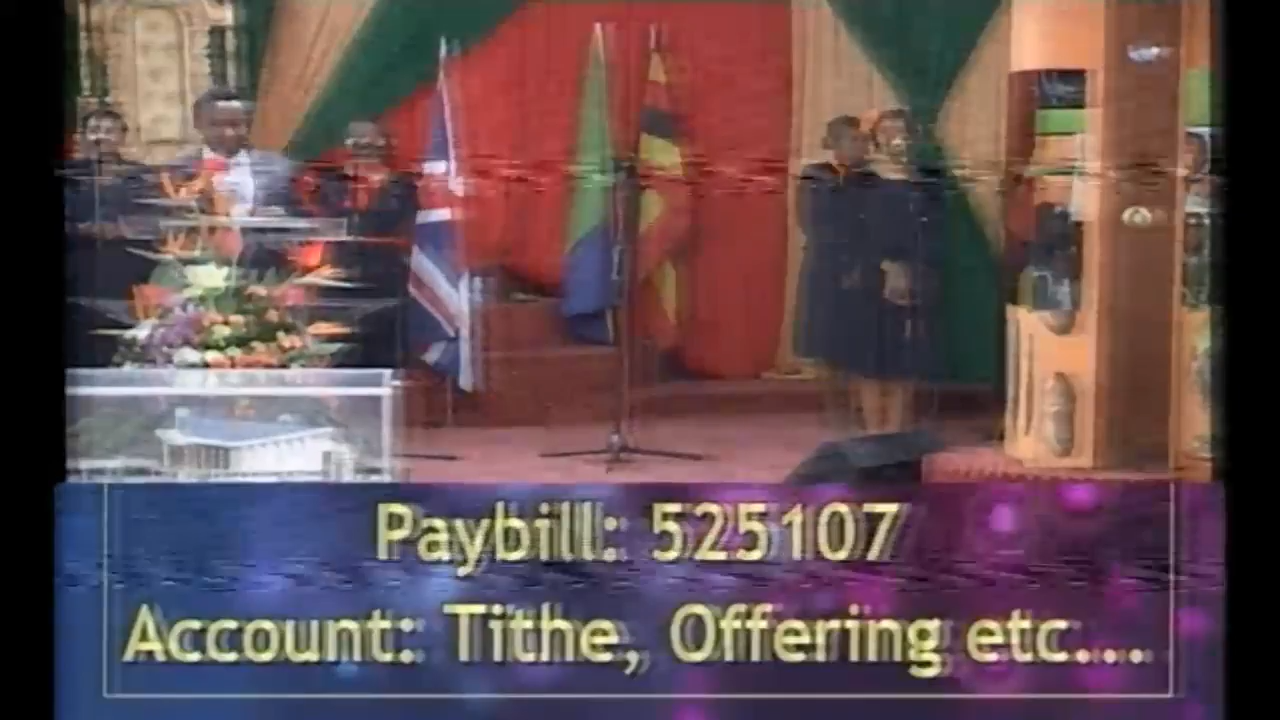 Paybill: 525107
Account: Tithe, Offering etc....